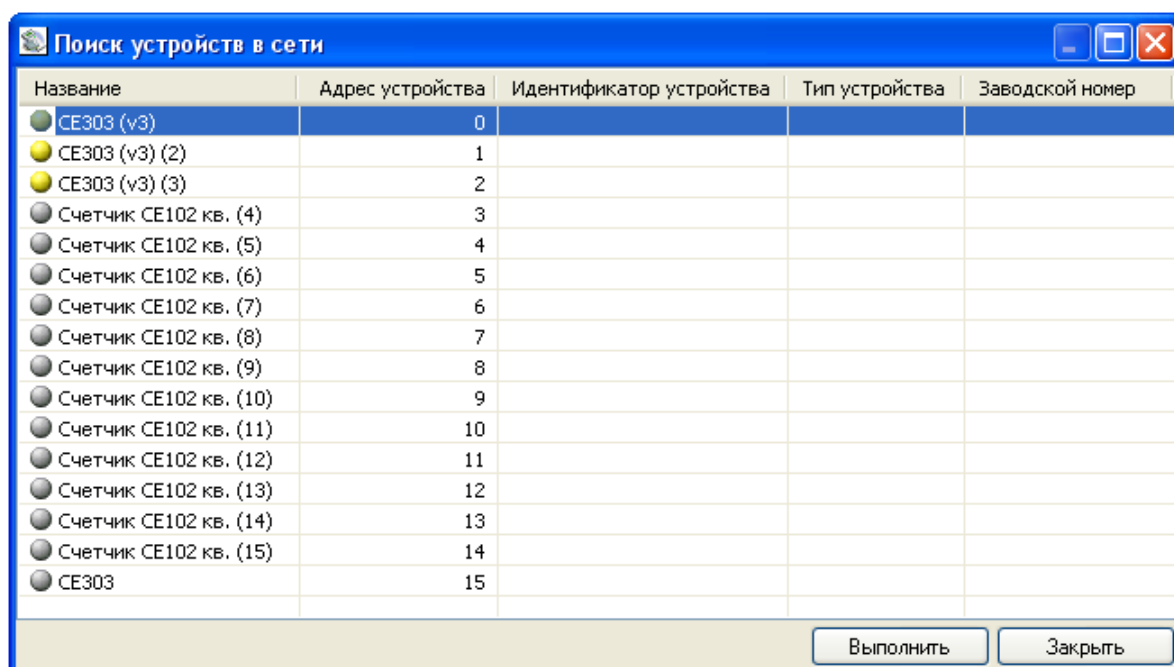 Поиск устройств в сети
Название Адрес устройства Идентификатор устройства Тип устройства Заводской номер
CE303 (v3) 0
CE303 (v3) (2) 1
CE303 (v3) (3) 2
Счетчик CE102 кв. (4) 3
Счетчик CE102 кв. (5) 4
Счетчик CE102 кв. (6) 5
Счетчик CE102 кв. (7) 6
Счетчик CE102 кв. (8) 7
Счетчик CE102 кв. (9) 8
Счетчик CE102 кв. (10) 9
Счетчик CE102 кв. (11) 10
Счетчик CE102 кв. (12) 11
Счетчик CE102 кв. (13) 12
Счетчик CE102 кв. (14) 13
Счетчик CE102 кв. (15) 14
CE303 15
Выполнить Закрыть